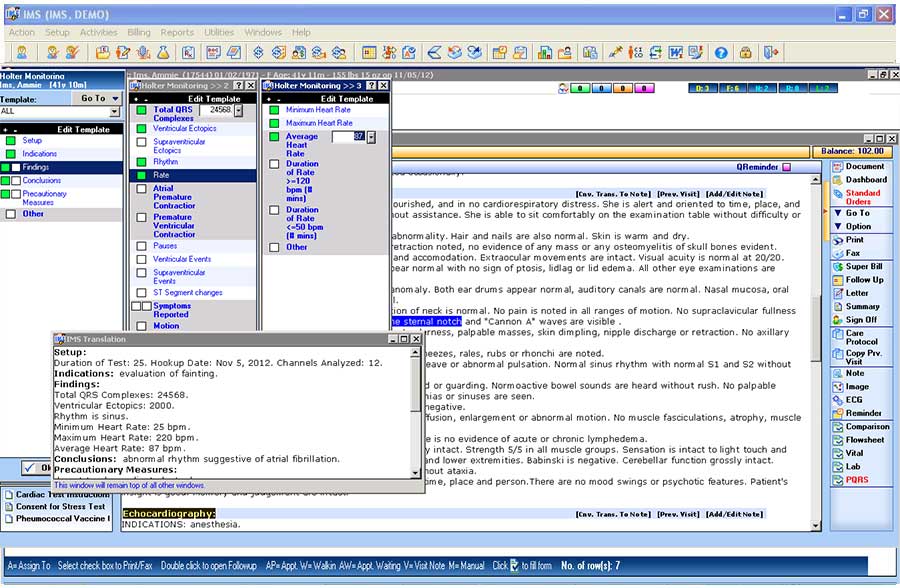 IMS (IMS, DEMO)
Action Setup Activities Billing Reports Utilities Windows Help
Holter Monitoring
Ims, Ammie (41y 10m)
Template: Go To
ALL
+ - Edit Template
Setup
Indications
Findings
Conclusions
Precautionary
Measures
Other
Ims, Ammie (17544) 01/02/1971) - F Age: 41y 11m - 155 lbs 15 oz on 11/05/12)
Holter Monitoring >> 2
+ - Edit Template
Total QRS
Complexes 24568.
Ventricular Ectopics
Supraventricular
Ectopics
Rhythm
Rate
Atrial
Premature
Contraction
Premature
Ventricular
Contraction
Pauses
Ventricular Events
Supraventricular
Events
ST Segment changes
Symptoms
Reported
Motion
Holter Monitoring >> 3
+ - Edit Template
Minimum Heart Rate
Maximum Heart Rate
Average
Heart
Rate
87
Duration
of Rate
>=120
bpm (#
mins)
Duration
of Rate
<=50 bpm
(# mins)
Other
0 0 0 0 D: 3 F: 6 N: 2 R: 0 L: 2
Balance: 102.00
QReminder
[Cnv. Trans. To Note] [Prev. Visit] [Add/Edit Note]
ourished, and in no cardiorespiratory distress. She is alert and oriented to time, place, and
out assistance. She is able to sit comfortably on the examination table without difficulty or
abnormality. Hair and nails are also normal. Skin is warm and dry.
retraction noted, no evidence of any mass or any osteomyelitis of skull bones evident.
and accomodation. Extraocular movements are intact. Visual acuity is normal at 20/20.
pear normal with no sign of ptosis, lidlag or lid edema. All other eye examinations are
anomaly. Both ear drums appear normal, auditory canals are normal. Nasal mucosa, oral
l.
tion of neck is normal. No pain is noted in all ranges of motion. No supraclavicular fullness
he sternal notch and "Cannon A" waves are visible .
erness, palpable masses, skin dimpling, nipple discharge or retraction. No axillary
heezes, rales, rubs or rhonchi are noted.
eave or abnormal pulsation. Normal sinus rhythm with normal S1 and S2 without
d or guarding. Normoactive bowel sounds are heard without rush. No palpable
nias or sinuses are seen.
negative.
ffusion, enlargement or abnormal motion. No muscle fasciculations, atrophy, muscle
e is no evidence of acute or chronic lymphedema.
y intact. Strength 5/5 in all muscle groups. Sensation is intact to light touch and
and lower extremities. Babinski is negative. Cerebellar function grossly intact.
thout ataxia.
ome, place and person.There are no mood swings or psychotic features. Patient's
Echocardiography:
[Cnv. Trans. To Note] [Prev. Visit] [Add/Edit Note]
INDICATIONS: anesthesia.
IMS Translation
Setup:
Duration of Test: 25. Hookup Date: Nov 5, 2012. Channels Analyzed: 12.
Indications: evaluation of fainting.
Findings:
Total QRS Complexes: 24568.
Ventricular Ectopics: 2000.
Rhythm is sinus.
Minimum Heart Rate: 25 bpm.
Maximum Heart Rate: 220 bpm.
Average Heart Rate: 87 bpm.
Conclusions: abnormal rhythm suggestive of atrial fibrillation.
Precautionary Measures:
This window will remain top of all other windows.
Cardiac Test Instruction
Consent for Stress Test
Pneumococcal Vaccine I
Document
Dashboard
Standard
Orders
Go To
Option
Print
Fax
Super Bill
Follow Up
Letter
Summary
Sign Off
Care
Protocol
Copy Prv.
Visit
Note
Image
ECG
Reminder
Comparison
Flowsheet
Vital
Lab
PQRS
A= Assign To Select check box to Print/Fax Double click to open Followup AP= Appt. W= Walkin AW= Appt. Waiting V= Visit Note M= Manual Click to fill form No. of row(s): 7